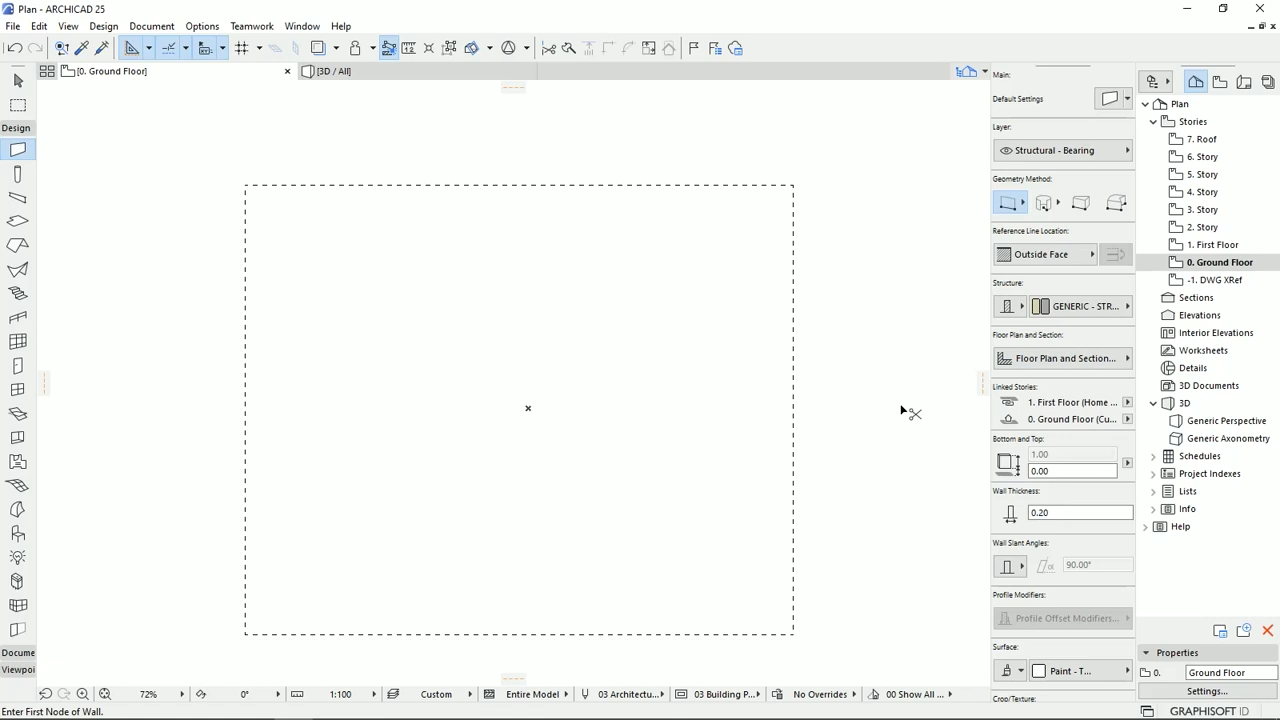 Plan - ARCHICAD 25
File Edit View Design Document Options Teamwork Window Help
[0. Ground Floor]
[3D / All]
Design
Docume
Viewpoi
Main:
Default Settings
Layer:
Structural - Bearing
Geometry Method:
Reference Line Location:
Outside Face
Structure:
GENERIC - STR...
Floor Plan and Section:
Floor Plan and Section...
Linked Stories:
1. First Floor (Home ...
0. Ground Floor (Cu...
Bottom and Top:
1.00
0.00
Wall Thickness:
0.20
Wall Slant Angles:
α
90.00°
Profile Modifiers:
Profile Offset Modifiers...
Surface:
Paint - T...
Crop/Texture:
Plan
Stories
7. Roof
6. Story
5. Story
4. Story
3. Story
2. Story
1. First Floor
0. Ground Floor
-1. DWG XRef
Sections
Elevations
Interior Elevations
Worksheets
Details
3D Documents
3D
Generic Perspective
Generic Axonometry
Schedules
Project Indexes
Lists
Info
Help
Properties
0. Ground Floor
Settings...
72% 0° 1:100 Custom Entire Model 03 Architectu... 03 Building P... No Overrides 00 Show All ...
Enter First Node of Wall.
GRAPHISOFT ID